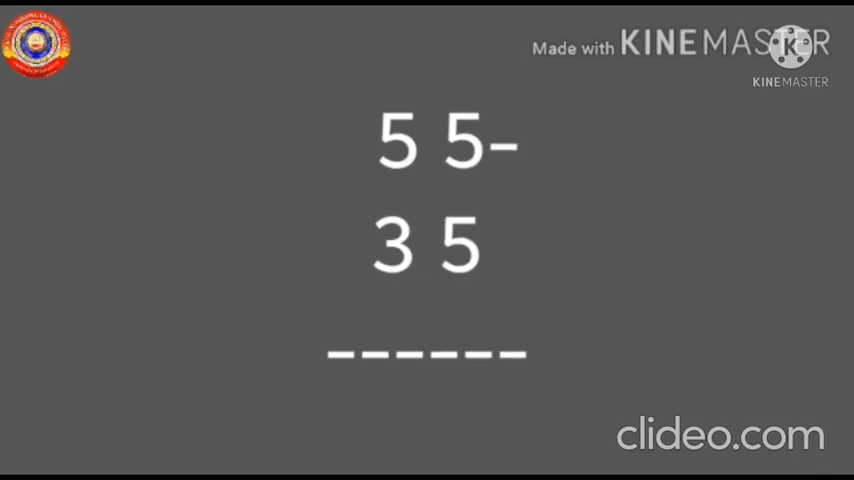 Made with KINEMASTER
KINEMASTER
5 5-
3 5
------
clideo.com